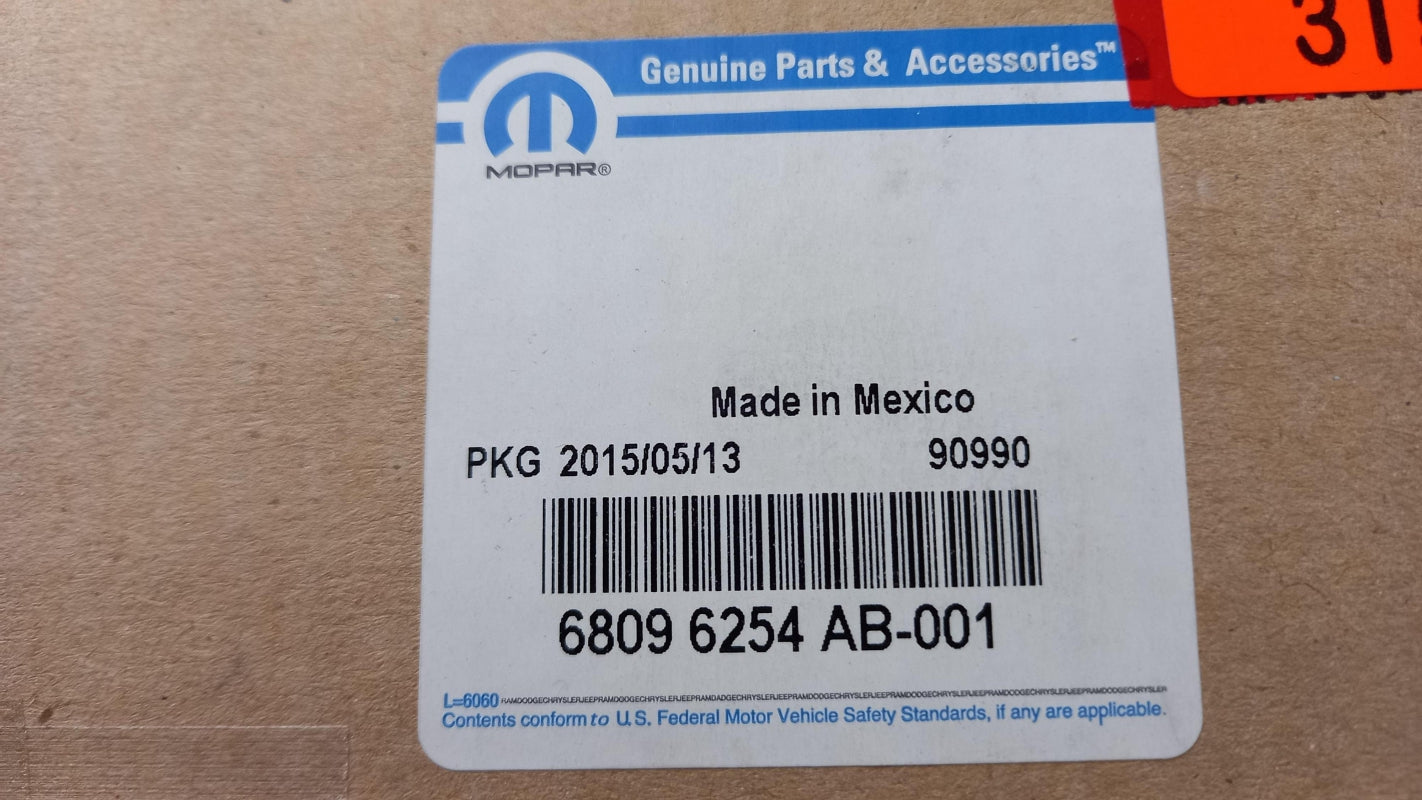 Genuine Parts & Accessories™
31
MOPAR®
Made in Mexico
PKG 2015/05/13 90990
6809 6254 AB-001
L=6060
Contents conform to U.S. Federal Motor Vehicle Safety Standards, if any are applicable.